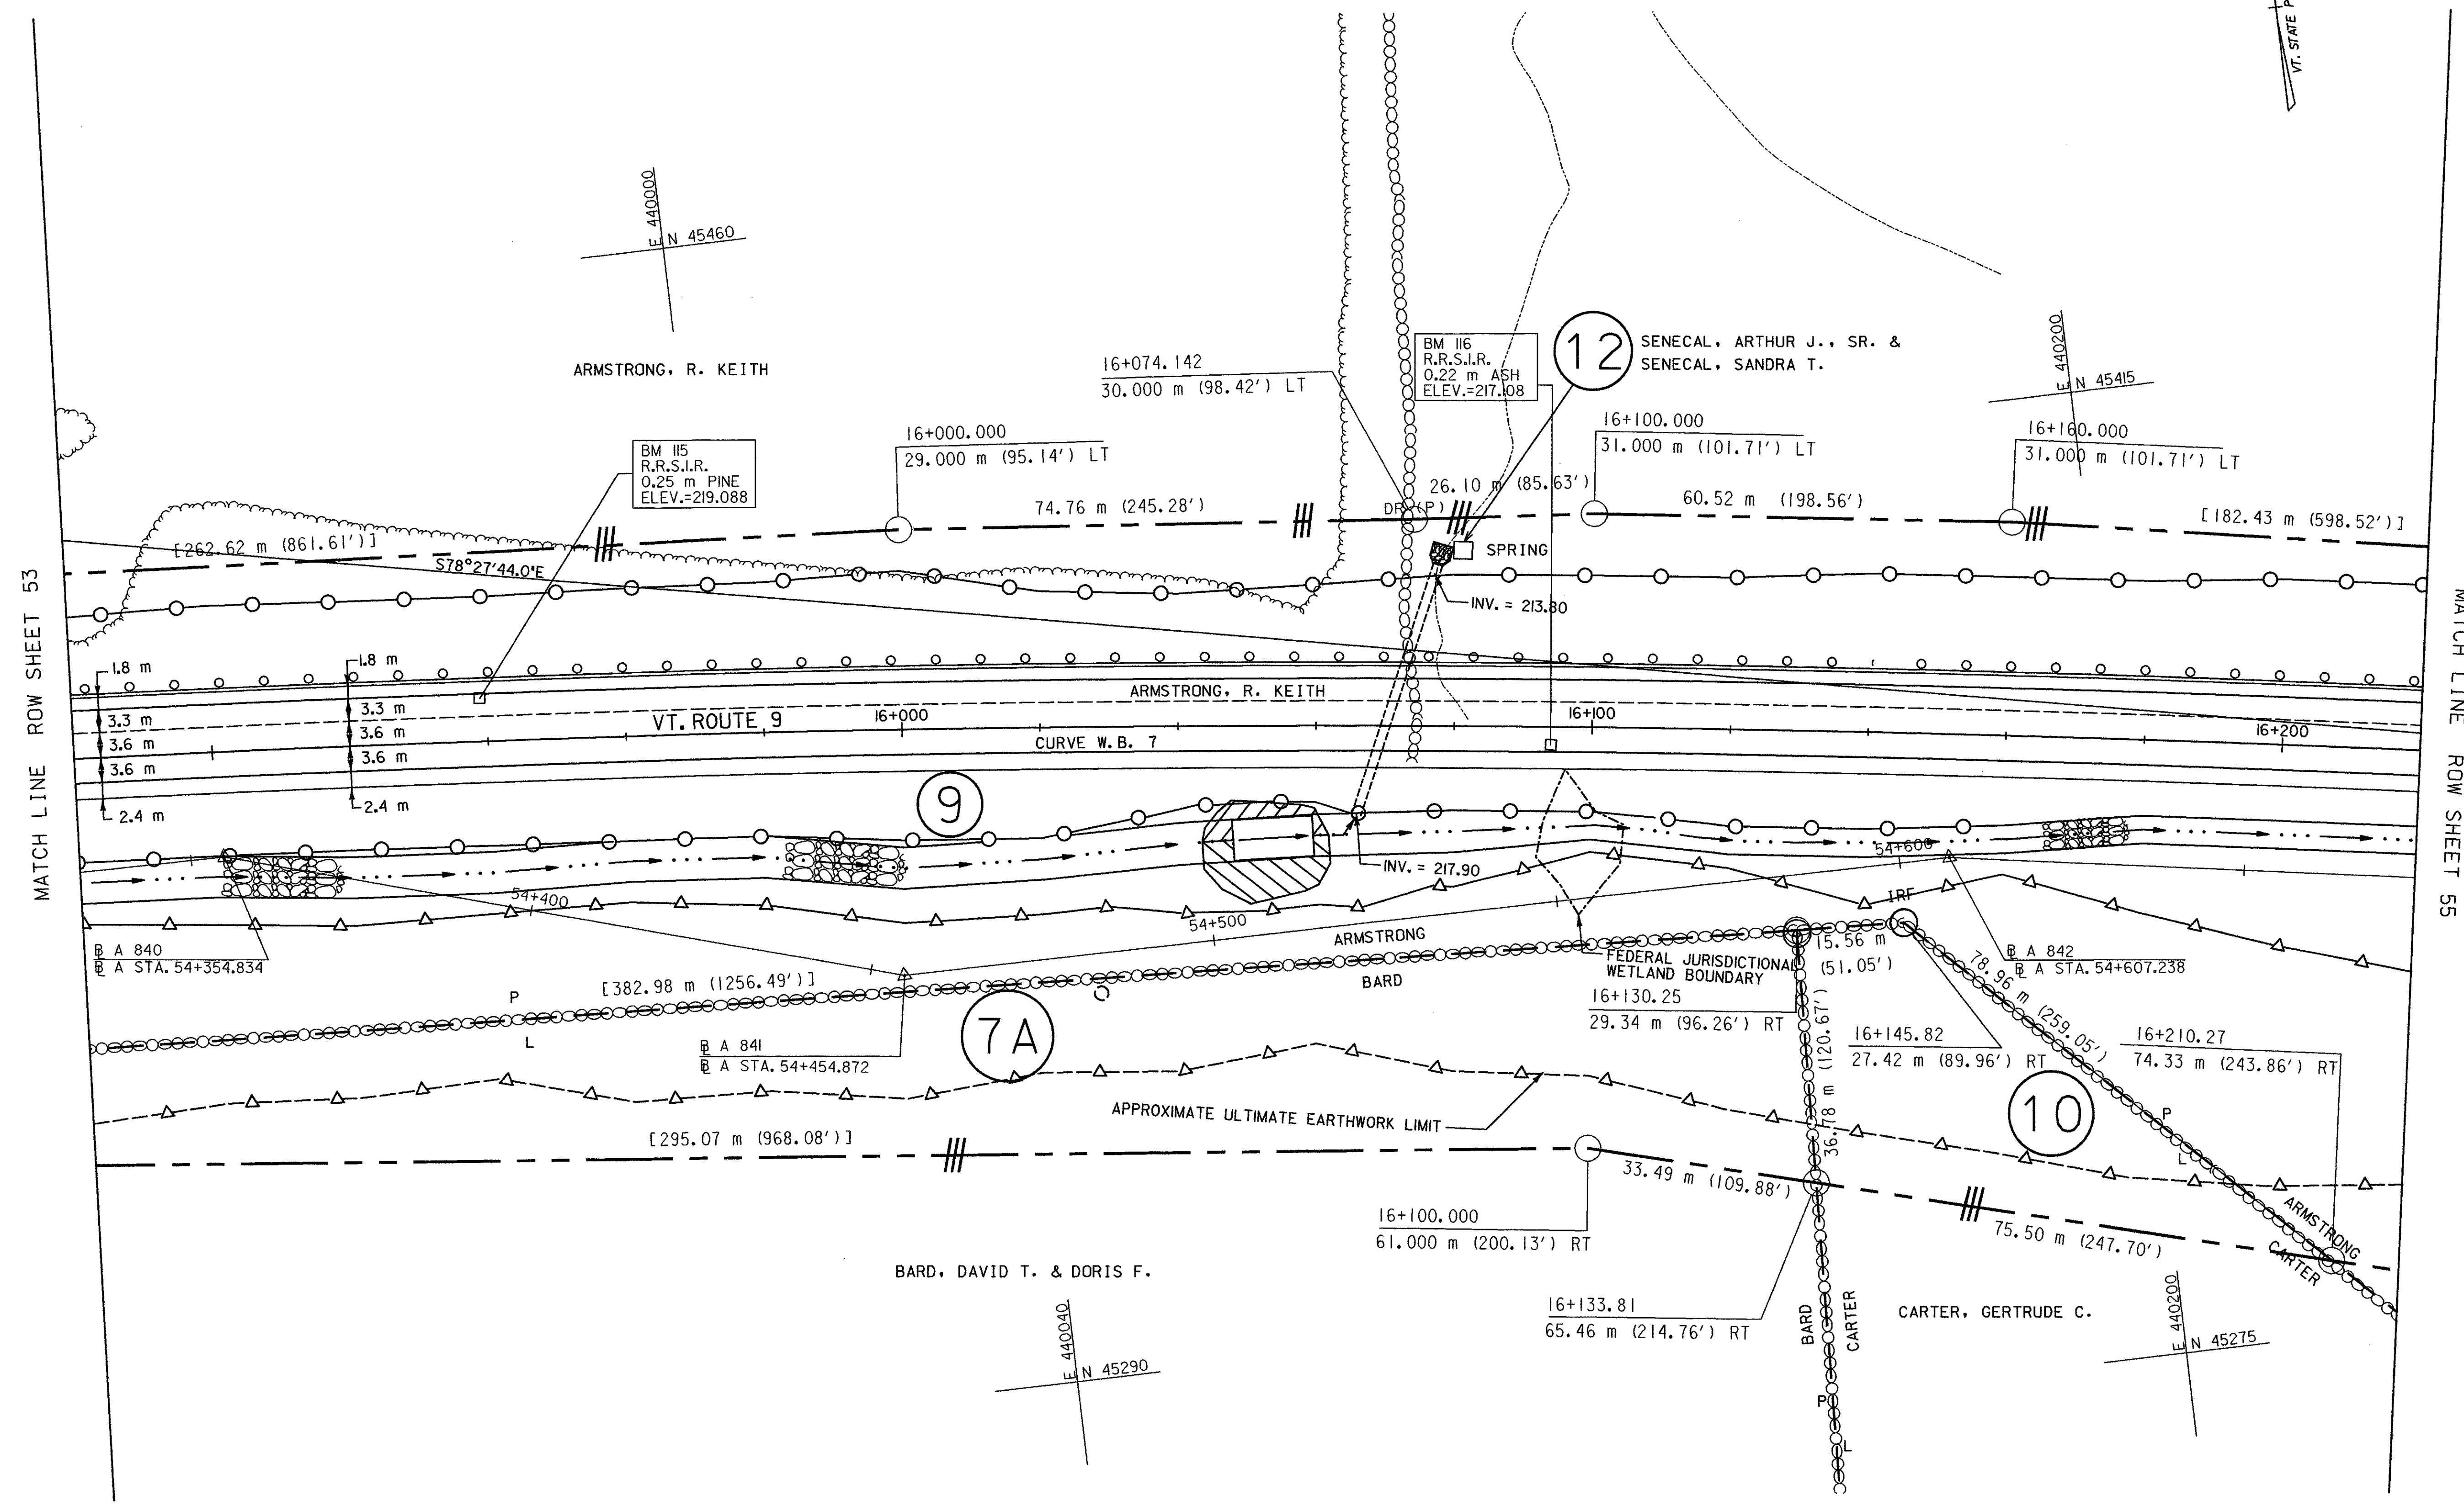 VT. STATE P
MATCH LINE ROW SHEET 53
E 440000
N 45460
ARMSTRONG, R. KEITH
BM 115
R.R.S.I.R.
0.25 m PINE
ELEV.=219.088
16+000.000
29.000 m (95.14') LT
16+074.142
30.000 m (98.42') LT
BM 116
R.R.S.I.R.
0.22 m ASH
ELEV.=217.108
12
SENECAL, ARTHUR J., SR. &
SENECAL, SANDRA T.
E 440200
N 45415
16+100.000
31.000 m (101.71') LT
16+160.000
31.000 m (101.71') LT
[262.62 m (861.61')]
S78°27'44.0"E
74.76 m (245.28')
26.10 m (85.63')
60.52 m (198.56')
[182.43 m (598.52')]
SPRING
INV. = 213.80
1.8 m
3.3 m
3.6 m
3.6 m
2.4 m
1.8 m
3.3 m
3.6 m
3.6 m
2.4 m
VT. ROUTE 9
ARMSTRONG, R. KEITH
16+000
16+100
16+200
CURVE W.B. 7
9
INV. = 217.90
54+400
54+500
54+600
IRF
B A 840
B A STA. 54+354.834
B A 841
B A STA. 54+454.872
B A 842
B A STA. 54+607.238
[382.98 m (1256.49')]
P
L
ARMSTRONG
BARD
FEDERAL JURISDICTIONAL
WETLAND BOUNDARY
15.56 m
(51.05')
16+130.25
29.34 m (96.26') RT
16+145.82
27.42 m (89.96') RT
16+210.27
74.33 m (243.86') RT
78.96 m (259.05')
36.78 m (120.67')
7A
10
P
L
APPROXIMATE ULTIMATE EARTHWORK LIMIT
[295.07 m (968.08')]
33.49 m (109.88')
75.50 m (247.70')
16+100.000
61.000 m (200.13') RT
16+133.81
65.46 m (214.76') RT
ARMSTRONG
CARTER
BARD, DAVID T. & DORIS F.
BARD
CARTER
CARTER, GERTRUDE C.
E 440040
N 45290
E 440200
N 45275
P
L
MATCH LINE ROW SHEET 55